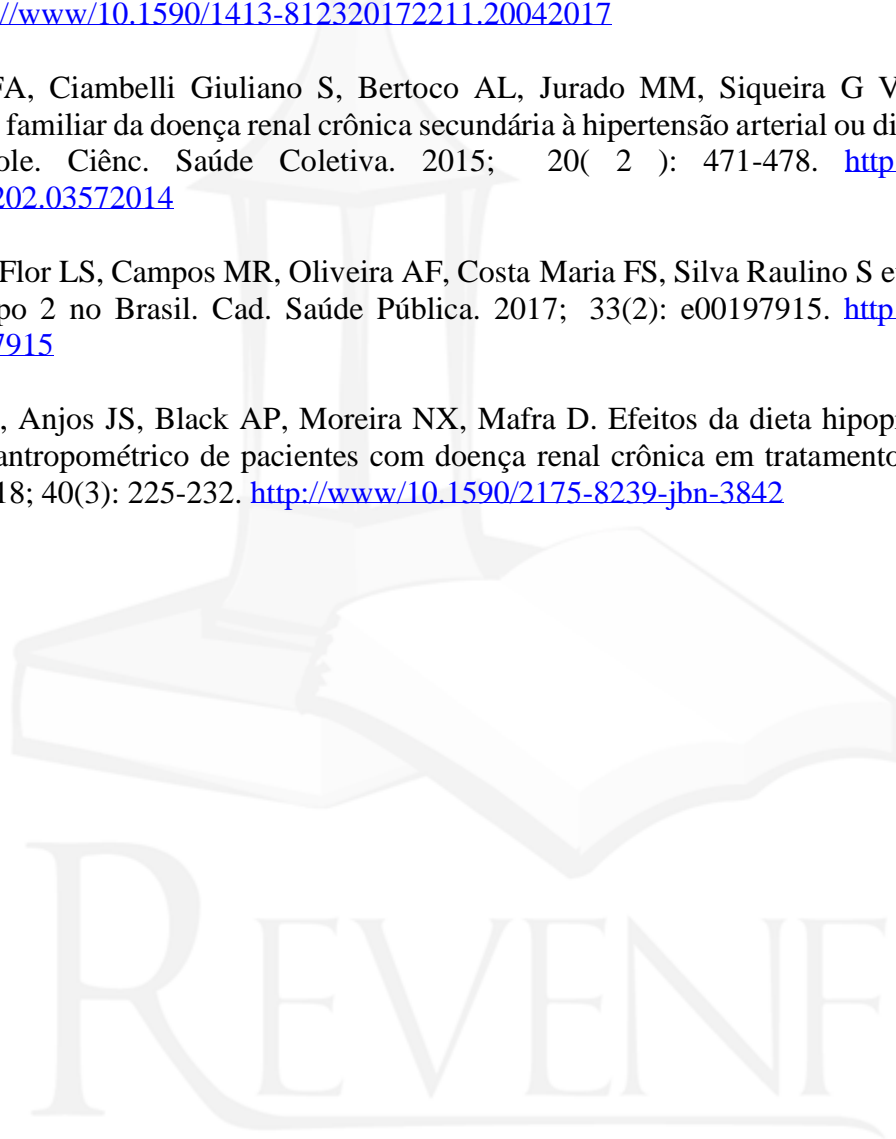 ://www/10.1590/1413-812320172211.20042017
FA, Ciambelli Giuliano S, Bertoco AL, Jurado MM, Siqueira G V
familiar da doença renal crônica secundária à hipertensão arterial ou di
ole. Ciênc. Saúde Coletiva. 2015; 20( 2 ): 471-478. http
202.03572014
Flor LS, Campos MR, Oliveira AF, Costa Maria FS, Silva Raulino S e
po 2 no Brasil. Cad. Saúde Pública. 2017; 33(2): e00197915. http
7915
, Anjos JS, Black AP, Moreira NX, Mafra D. Efeitos da dieta hipop
antropométrico de pacientes com doença renal crônica em tratamento
18; 40(3): 225-232. http://www/10.1590/2175-8239-jbn-3842
REVENF